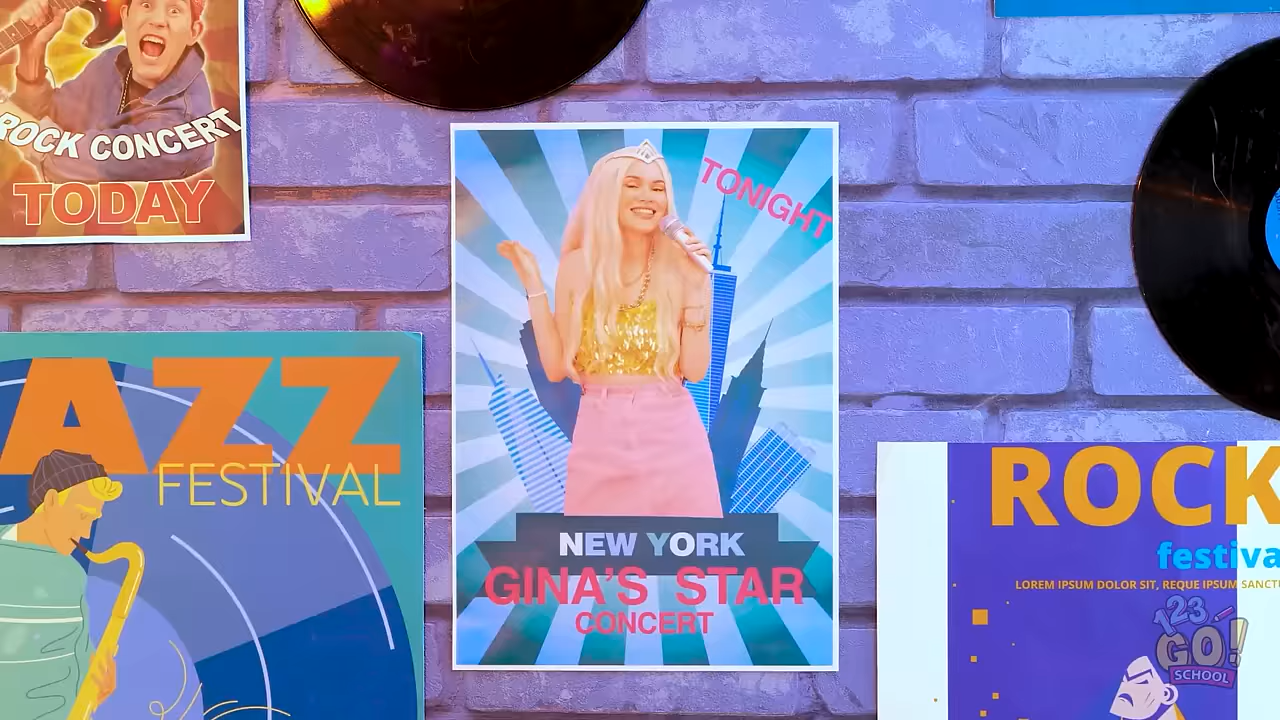 ROCK CONCERT
TODAY
TONIGHT
NEW YORK
GINA'S STAR
CONCERT
AZZ
FESTIVAL
ROCK
festiva
LOREM IPSUM DOLOR SIT, REQUE IPSUM SANCTU
123
GO!
SCHOOL